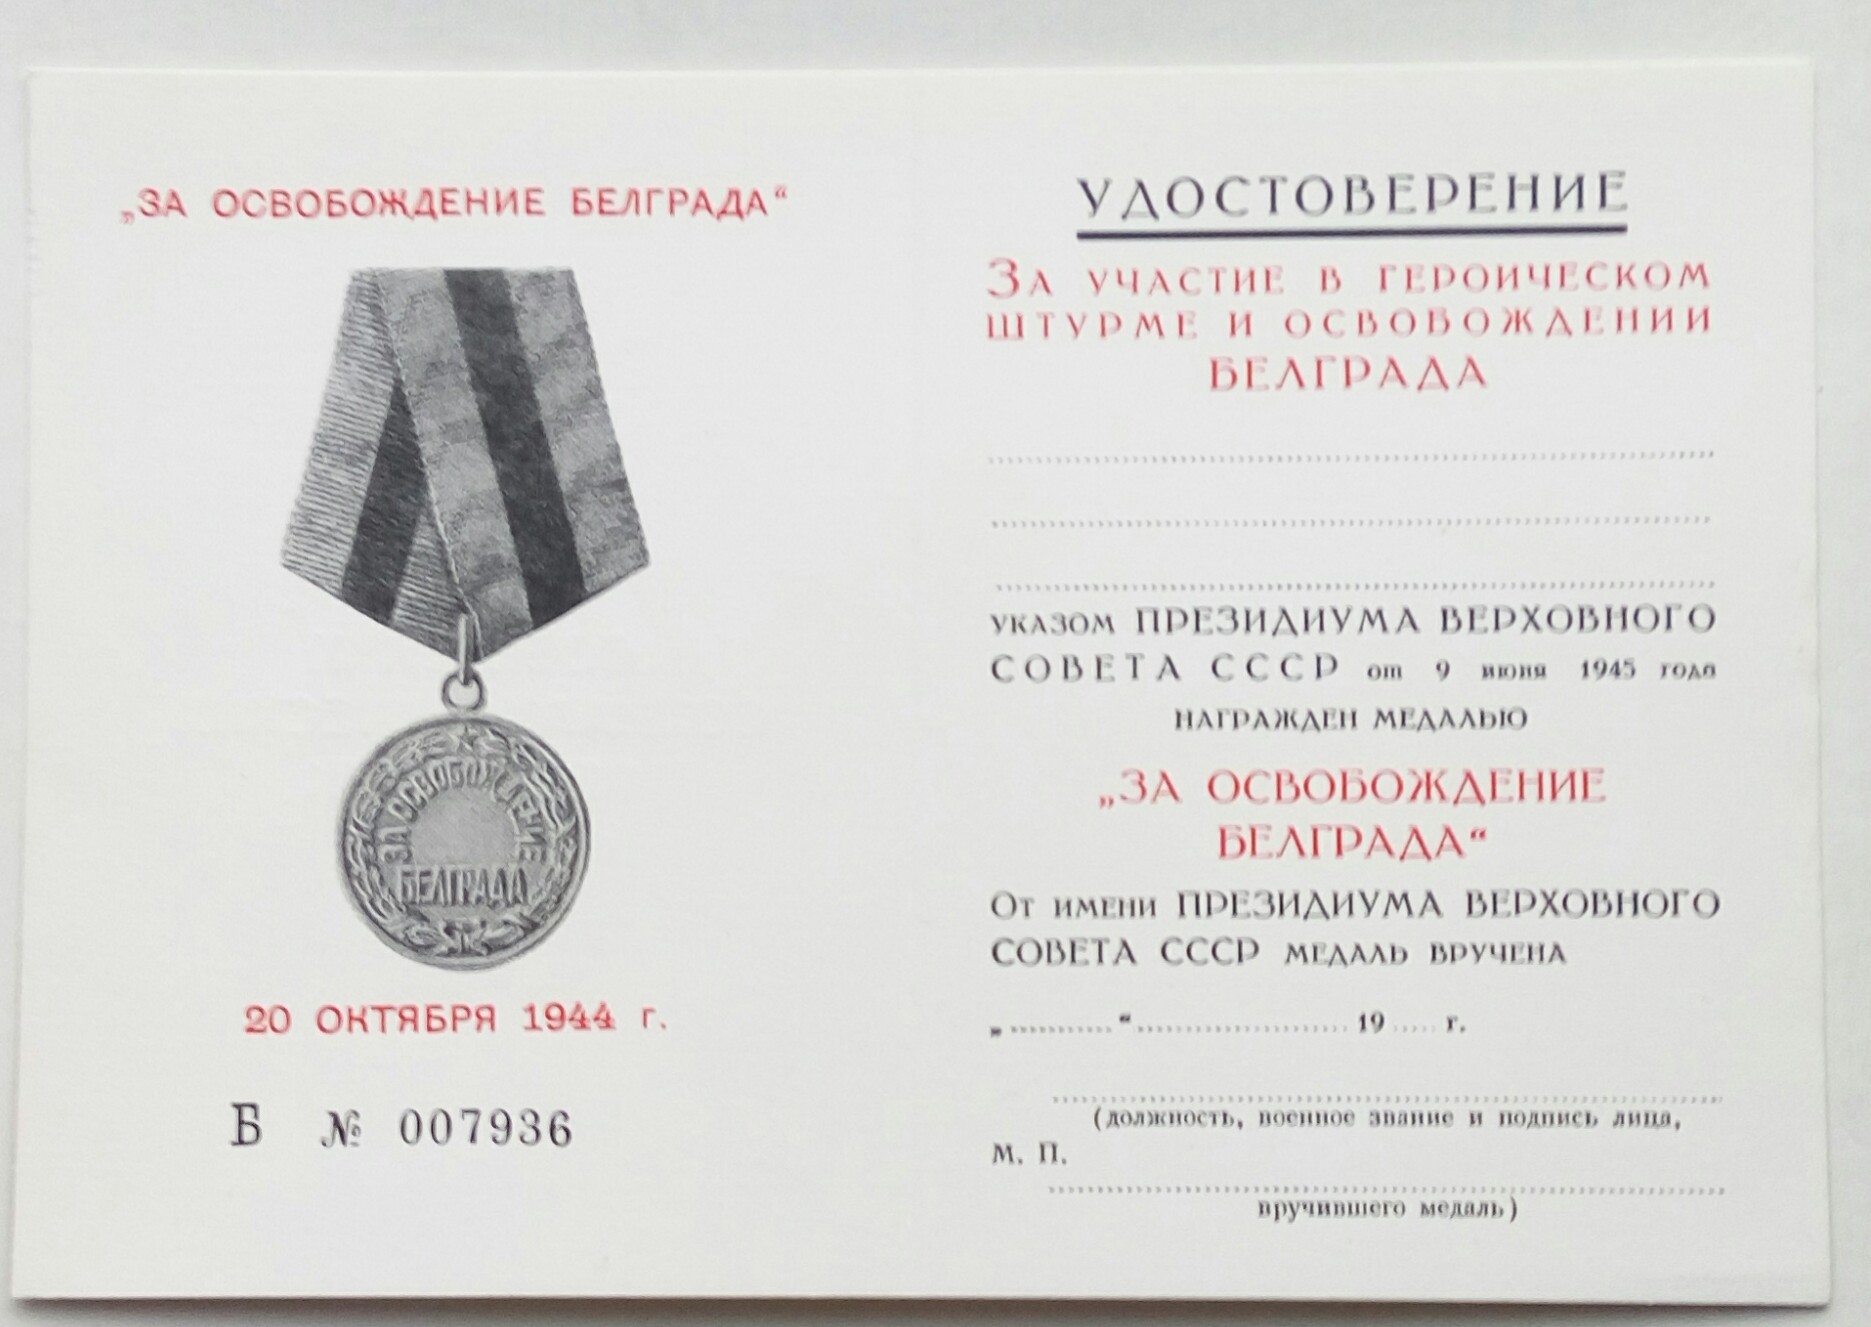 „ЗА ОСВОБОЖДЕНИЕ БЕЛГРАДА“
ЗА ОСВОБОЖДЕНИЕ
БЕЛГРАДА
20 ОКТЯБРЯ 1944 г.
Б № 007936
УДОСТОВЕРЕНИЕ
ЗА УЧАСТИЕ В ГЕРОИЧЕСКОМ
ШТУРМЕ И ОСВОБОЖДЕНИИ
БЕЛГРАДА
УКАЗОМ ПРЕЗИДИУМА ВЕРХОВНОГО
СОВЕТА СССР от 9 июня 1945 года
НАГРАЖДЕН МЕДАЛЬЮ
„ЗА ОСВОБОЖДЕНИЕ
БЕЛГРАДА“
ОТ ИМЕНИ ПРЕЗИДИУМА ВЕРХОВНОГО
СОВЕТА СССР МЕДАЛЬ ВРУЧЕНА
„..........“.................... 19..... г.
(должность, военное звание и подпись лица,
М. П.
вручившего медаль)